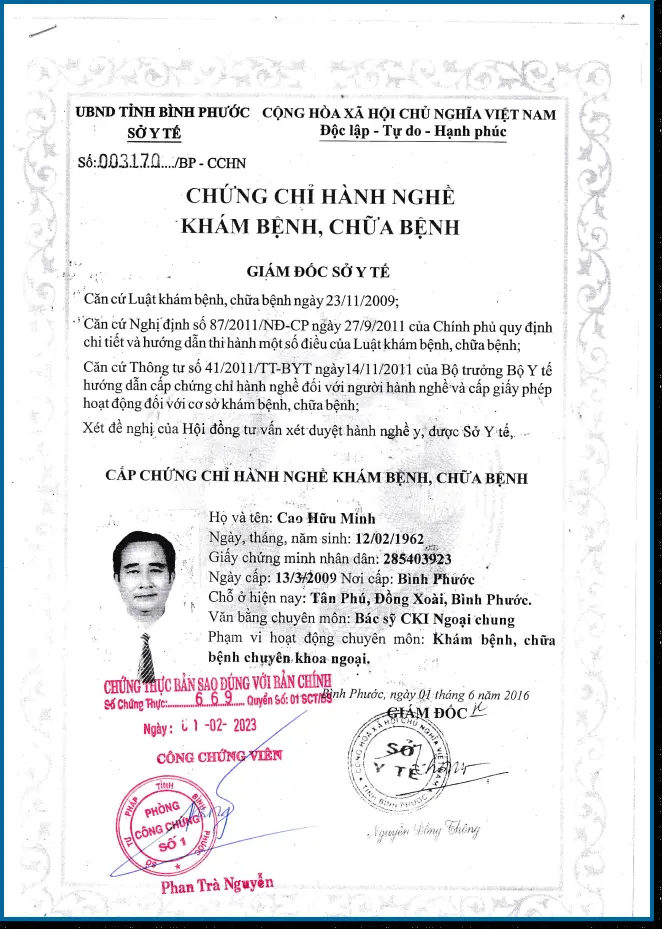 UBND TỈNH BÌNH PHƯỚC
SỞ Y TẾ
CỘNG HÒA XÃ HỘI CHỦ NGHĨA VIỆT NAM
Độc lập - Tự do - Hạnh phúc
Số:003170/BP - CCHN
CHỨNG CHỈ HÀNH NGHỀ
KHÁM BỆNH, CHỮA BỆNH
GIÁM ĐỐC SỞ Y TẾ
Căn cứ Luật khám bệnh, chữa bệnh ngày 23/11/2009;
Căn cứ Nghị định số 87/2011/NĐ-CP ngày 27/9/2011 của Chính phủ quy định
chi tiết và hướng dẫn thi hành một số điều của Luật khám bệnh, chữa bệnh;
Căn cứ Thông tư số 41/2011/TT-BYT ngày14/11/2011 của Bộ trưởng Bộ Y tế
hướng dẫn cấp chứng chỉ hành nghề đối với người hành nghề và cấp giấy phép
hoạt động đối với cơ sở khám bệnh, chữa bệnh;
Xét đề nghị của Hội đồng tư vấn xét duyệt hành nghề y, dược Sở Y tế,
CẤP CHỨNG CHỈ HÀNH NGHỀ KHÁM BỆNH, CHỮA BỆNH
Họ và tên: Cao Hữu Minh
Ngày, tháng, năm sinh: 12/02/1962
Giấy chứng minh nhân dân: 285403923
Ngày cấp: 13/3/2009 Nơi cấp: Bình Phước
Chỗ ở hiện nay: Tân Phú, Đồng Xoài, Bình Phước.
Văn bằng chuyên môn: Bác sỹ CKI Ngoại chung
Phạm vi hoạt động chuyên môn: Khám bệnh, chữa
bệnh chuyên khoa ngoại.
CHỨNG THỰC BẢN SAO ĐÚNG VỚI BẢN CHÍNH
Số Chứng Thực: 669 Quyển Số: 01 SCT/BS
Bình Phước, ngày 01 tháng 6 năm 2016
GIÁM ĐỐC
Ngày: 01-02-2023
CÔNG CHỨNG VIÊN
CỘNG HÒA XÃ HỘI CHỦ NGHĨA VIỆT NAM
SỞ
Y TẾ
TỈNH BÌNH PHƯỚC
SỞ TƯ PHÁP TỈNH BÌNH PHƯỚC
PHÒNG
CÔNG CHỨNG
SỐ 1
Nguyễn Đồng Thông
Phan Trà Nguyễn